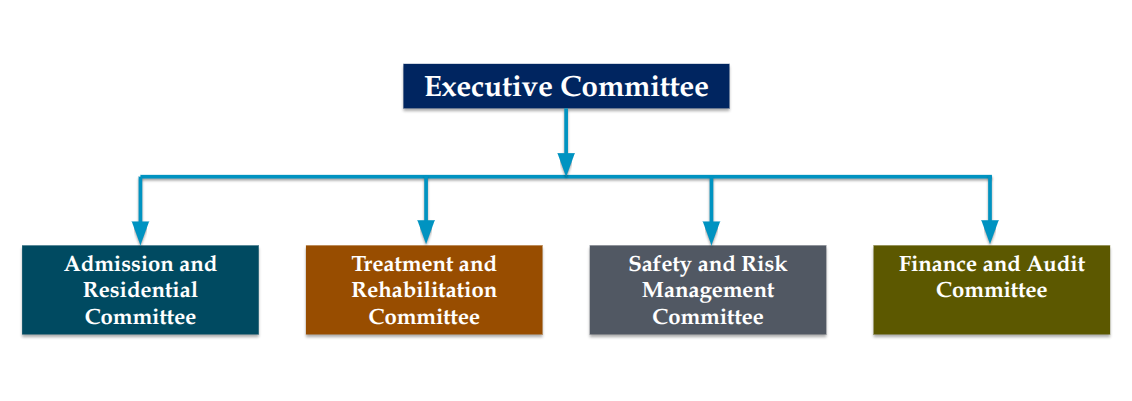 Executive Committee
Admission and
Residential
Committee
Treatment and
Rehabilitation
Committee
Safety and Risk
Management
Committee
Finance and Audit
Committee